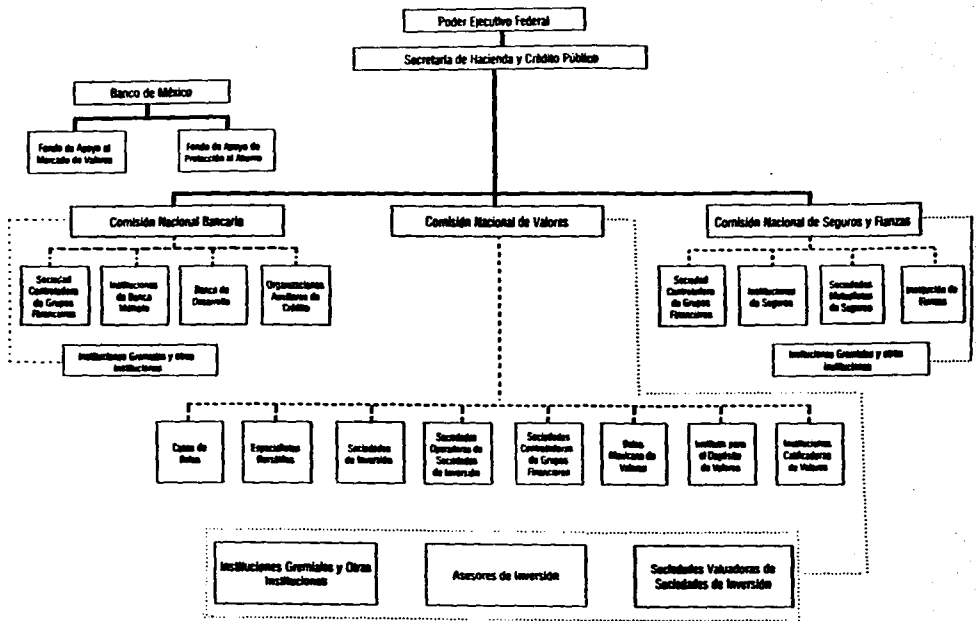 Poder Ejecutivo Federal
Secretaría de Hacienda y Crédito Público
Banco de México
Fondo de Apoyo al
Mercado de Valores
Fondo de Apoyo de
Protección al Ahorro
Comisión Nacional Bancaria
Comisión Nacional de Valores
Comisión Nacional de Seguros y Fianzas
Sociedad
Controladora
de Grupos
Financieros
Instituciones
de Banca
Múltiple
Banca de
Desarrollo
Organizaciones
Auxiliares de
Crédito
Sociedad
Controladora
de Grupos
Financieros
Instituciones
de Seguros
Sociedades
Mutualistas
de Seguros
Institución de
Fianzas
Instituciones Gremiales y otras
Instituciones
Instituciones Gremiales y otras
Instituciones
Casas de
Bolsa
Especialistas
Bursátiles
Sociedades
de Inversión
Sociedades
Operadoras de
Sociedades
de Inversión
Sociedades
Controladoras
de Grupos
Financieros
Bolsa
Mexicana de
Valores
Instituto para
el Depósito
de Valores
Instituciones
Calificadoras
de Valores
Instituciones Gremiales y Otras
Instituciones
Asesores de Inversión
Sociedades Valuadoras de
Sociedades de Inversión